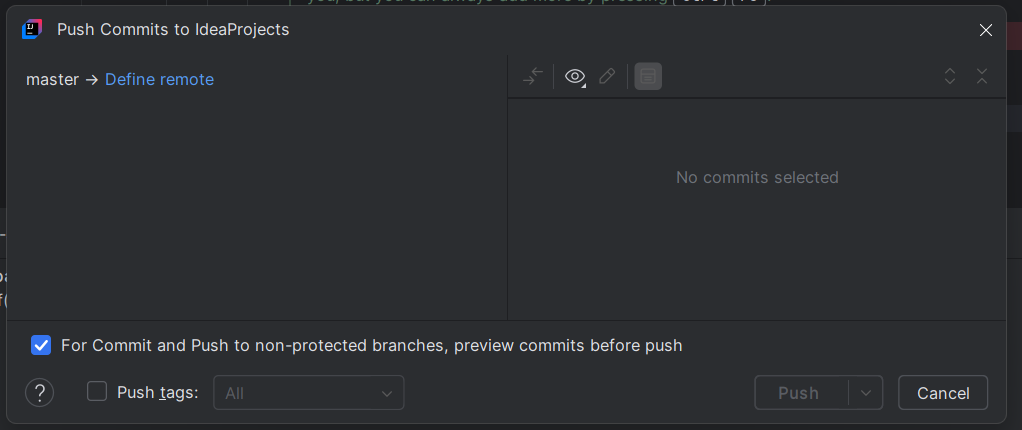 Push Commits to IdeaProjects
master → Define remote
No commits selected
For Commit and Push to non-protected branches, preview commits before push
?
Push tags:
All
Push
Cancel